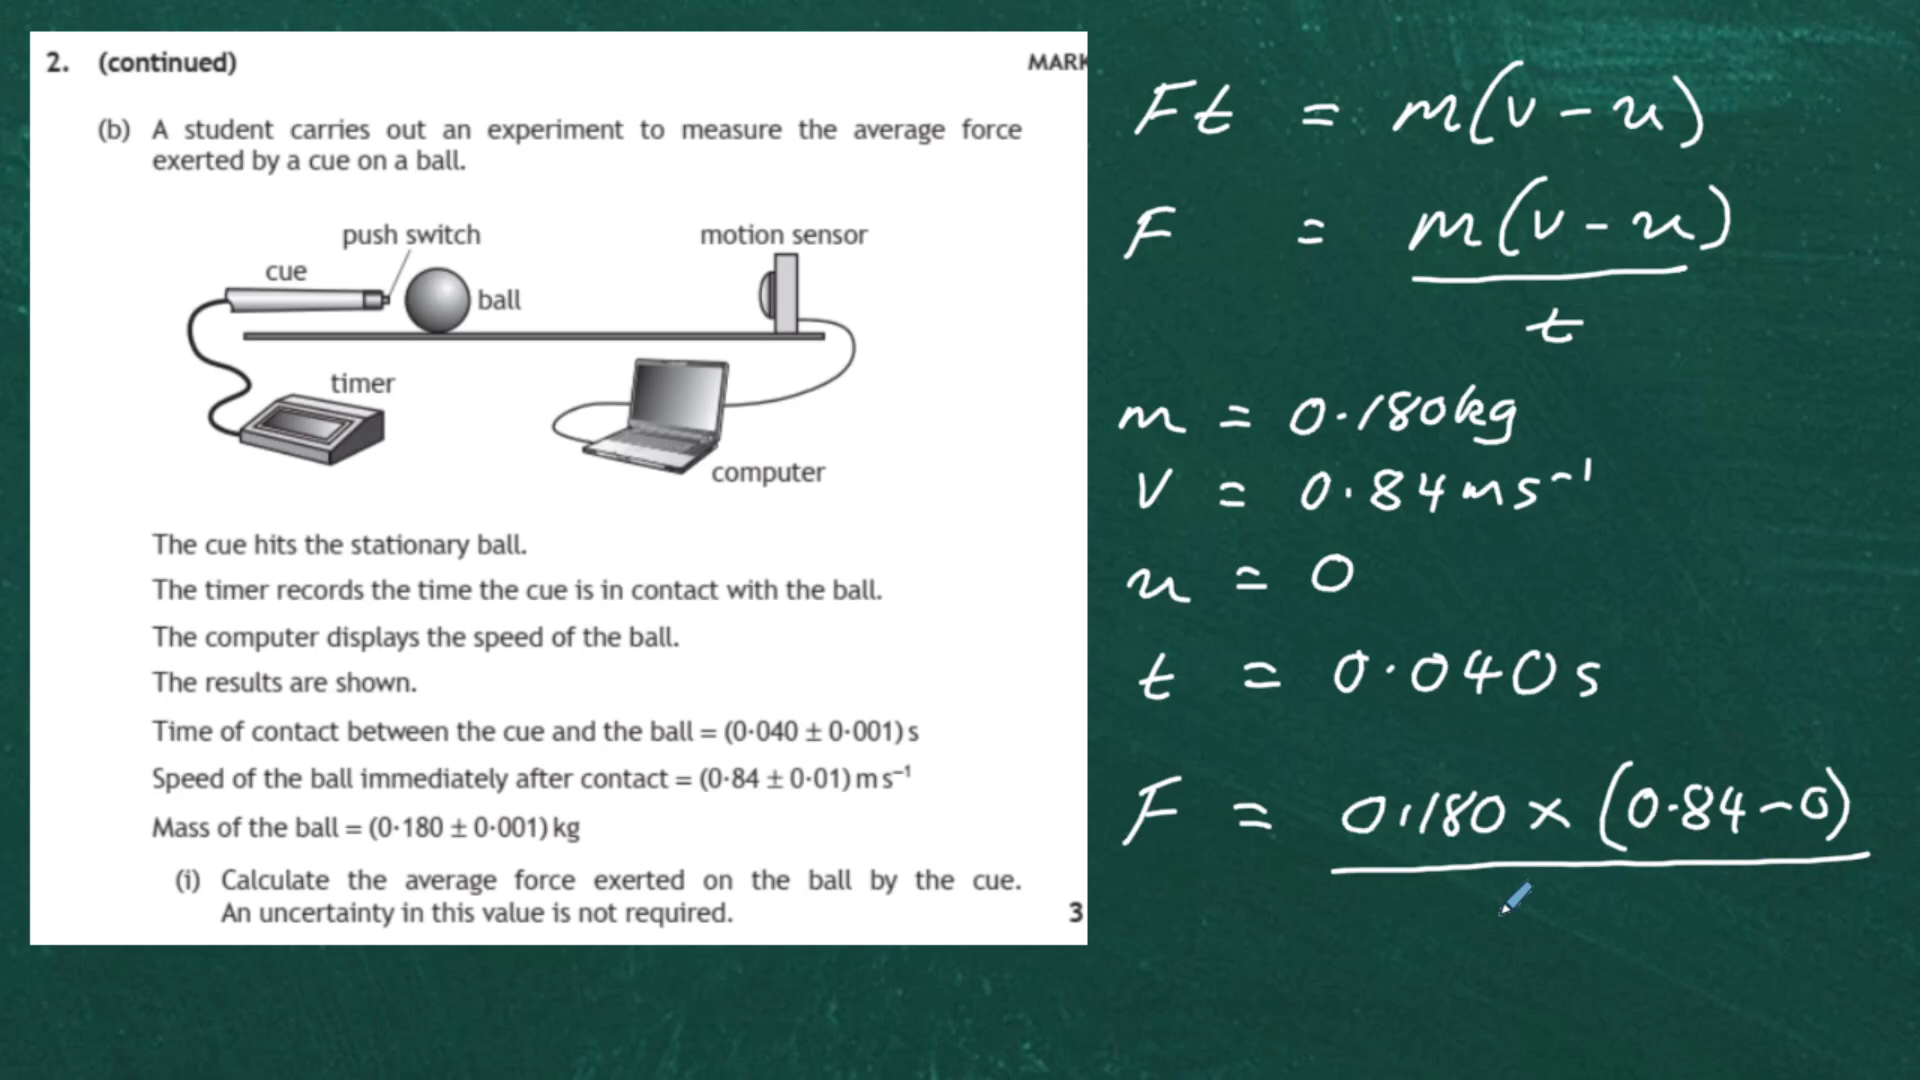 2. (continued)
MARK
(b) A student carries out an experiment to measure the average force
exerted by a cue on a ball.
push switch
motion sensor
cue
ball
timer
computer
The cue hits the stationary ball.
The timer records the time the cue is in contact with the ball.
The computer displays the speed of the ball.
The results are shown.
Time of contact between the cue and the ball = (0·040 ± 0·001) s
Speed of the ball immediately after contact = (0·84 ± 0·01) m s⁻¹
Mass of the ball = (0·180 ± 0·001) kg
(i) Calculate the average force exerted on the ball by the cue.
An uncertainty in this value is not required.
3
Ft = m(v - u)
F = m(v - u)
t
m = 0.180kg
v = 0.84ms⁻¹
u = 0
t = 0.040s
F = 0.180 × (0.84-0)